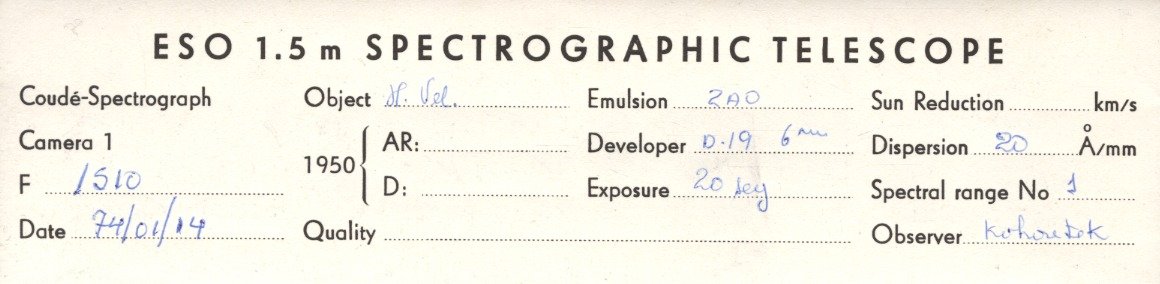 ESO 1.5 m SPECTROGRAPHIC TELESCOPE
Coudé-Spectrograph Object Vel. Emulsion 2AO Sun Reduction km/s
Camera 1 1950 AR: Developer D-19 6 Dispersion 20 Å/mm
F 1510 D: Exposure 20 Spectral range No 1
Date 74/01/14 Quality Observer Kohoutek